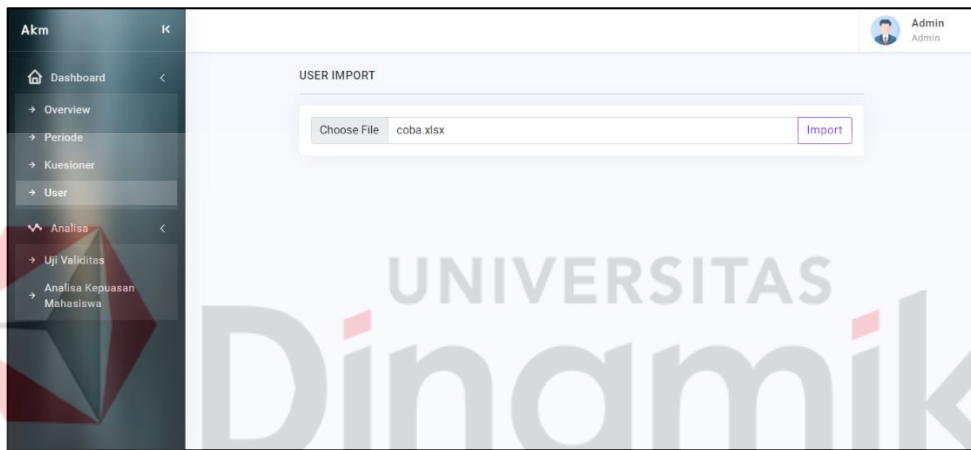 Akm
Admin
Admin
Dashboard
Overview
Periode
Kuesioner
User
Analisa
Uji Validitas
Analisa Kepuasan
Mahasiswa
USER IMPORT
Choose File coba.xlsx Import
UNIVERSITAS
Dinamik